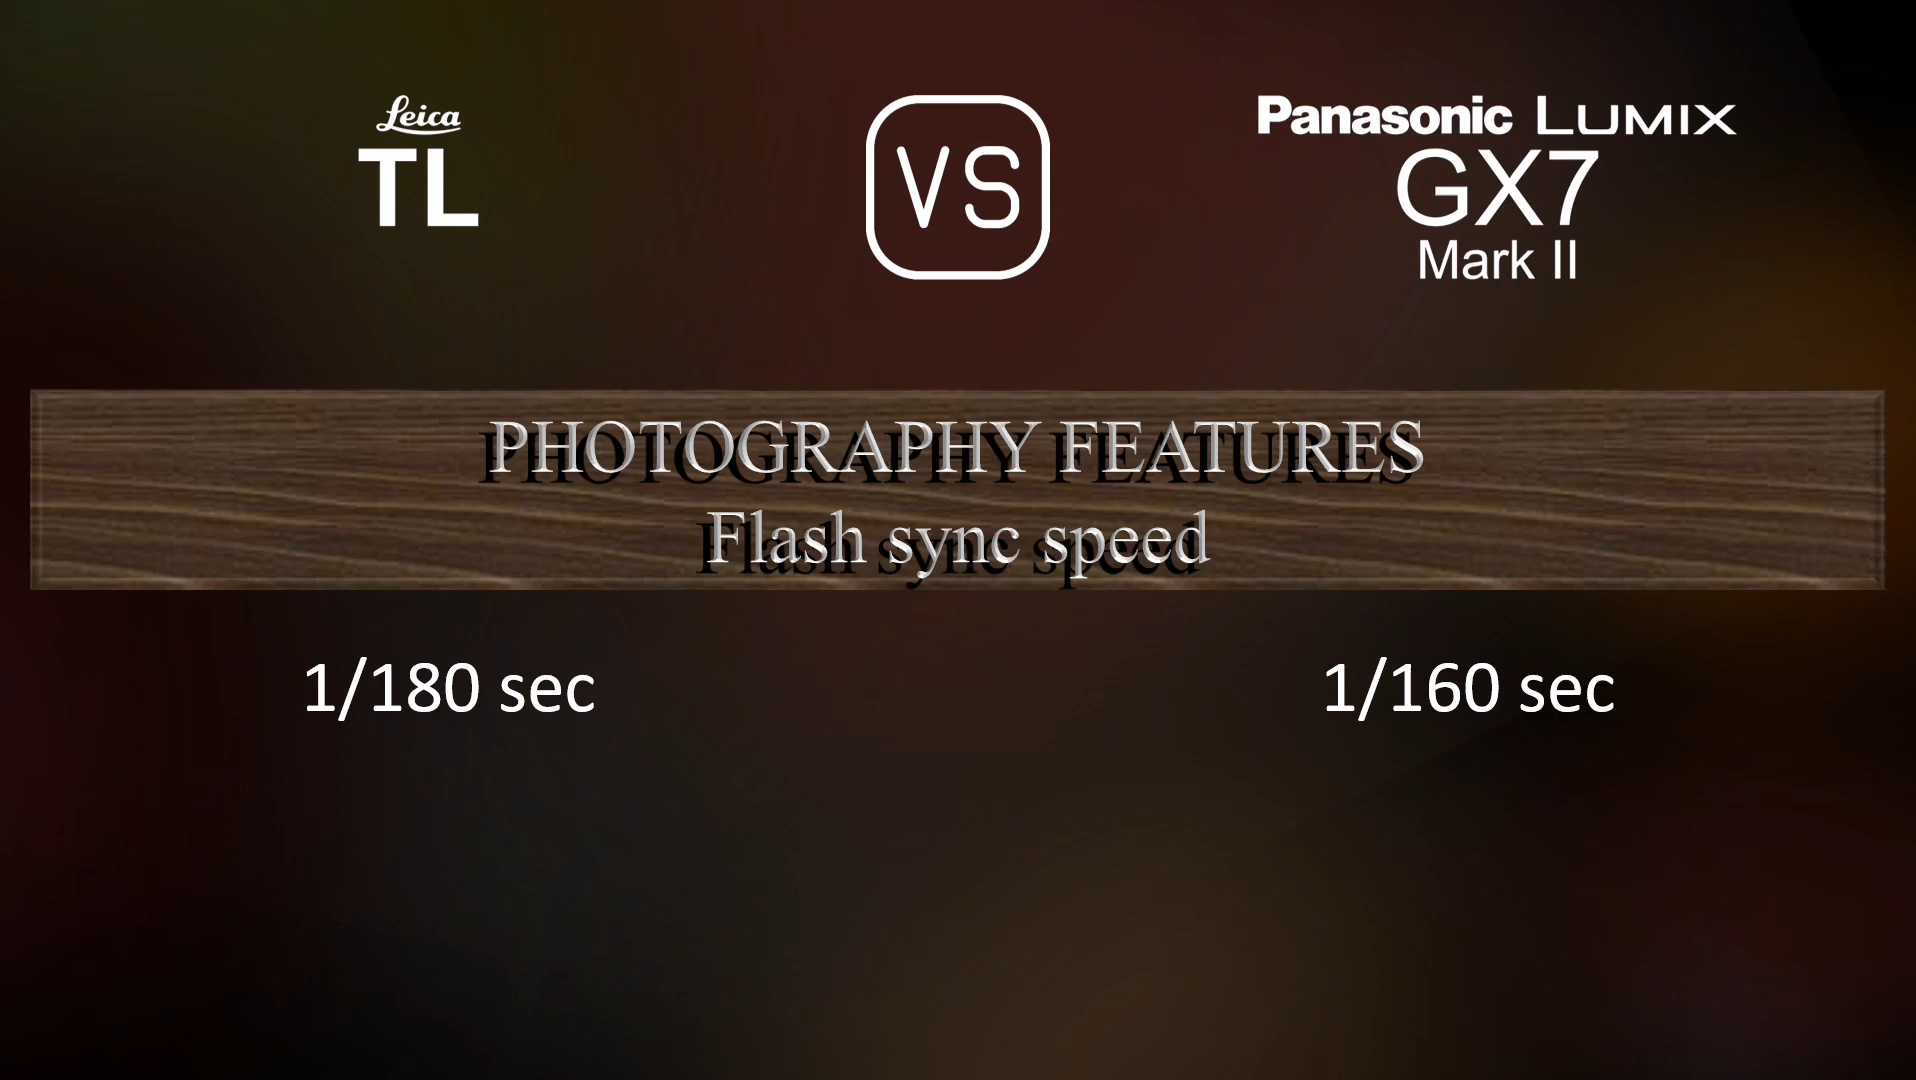 Leica
TL
VS
Panasonic LUMIX
GX7
Mark II
PHOTOGRAPHY FEATURES
Flash sync speed
1/180 sec
1/160 sec